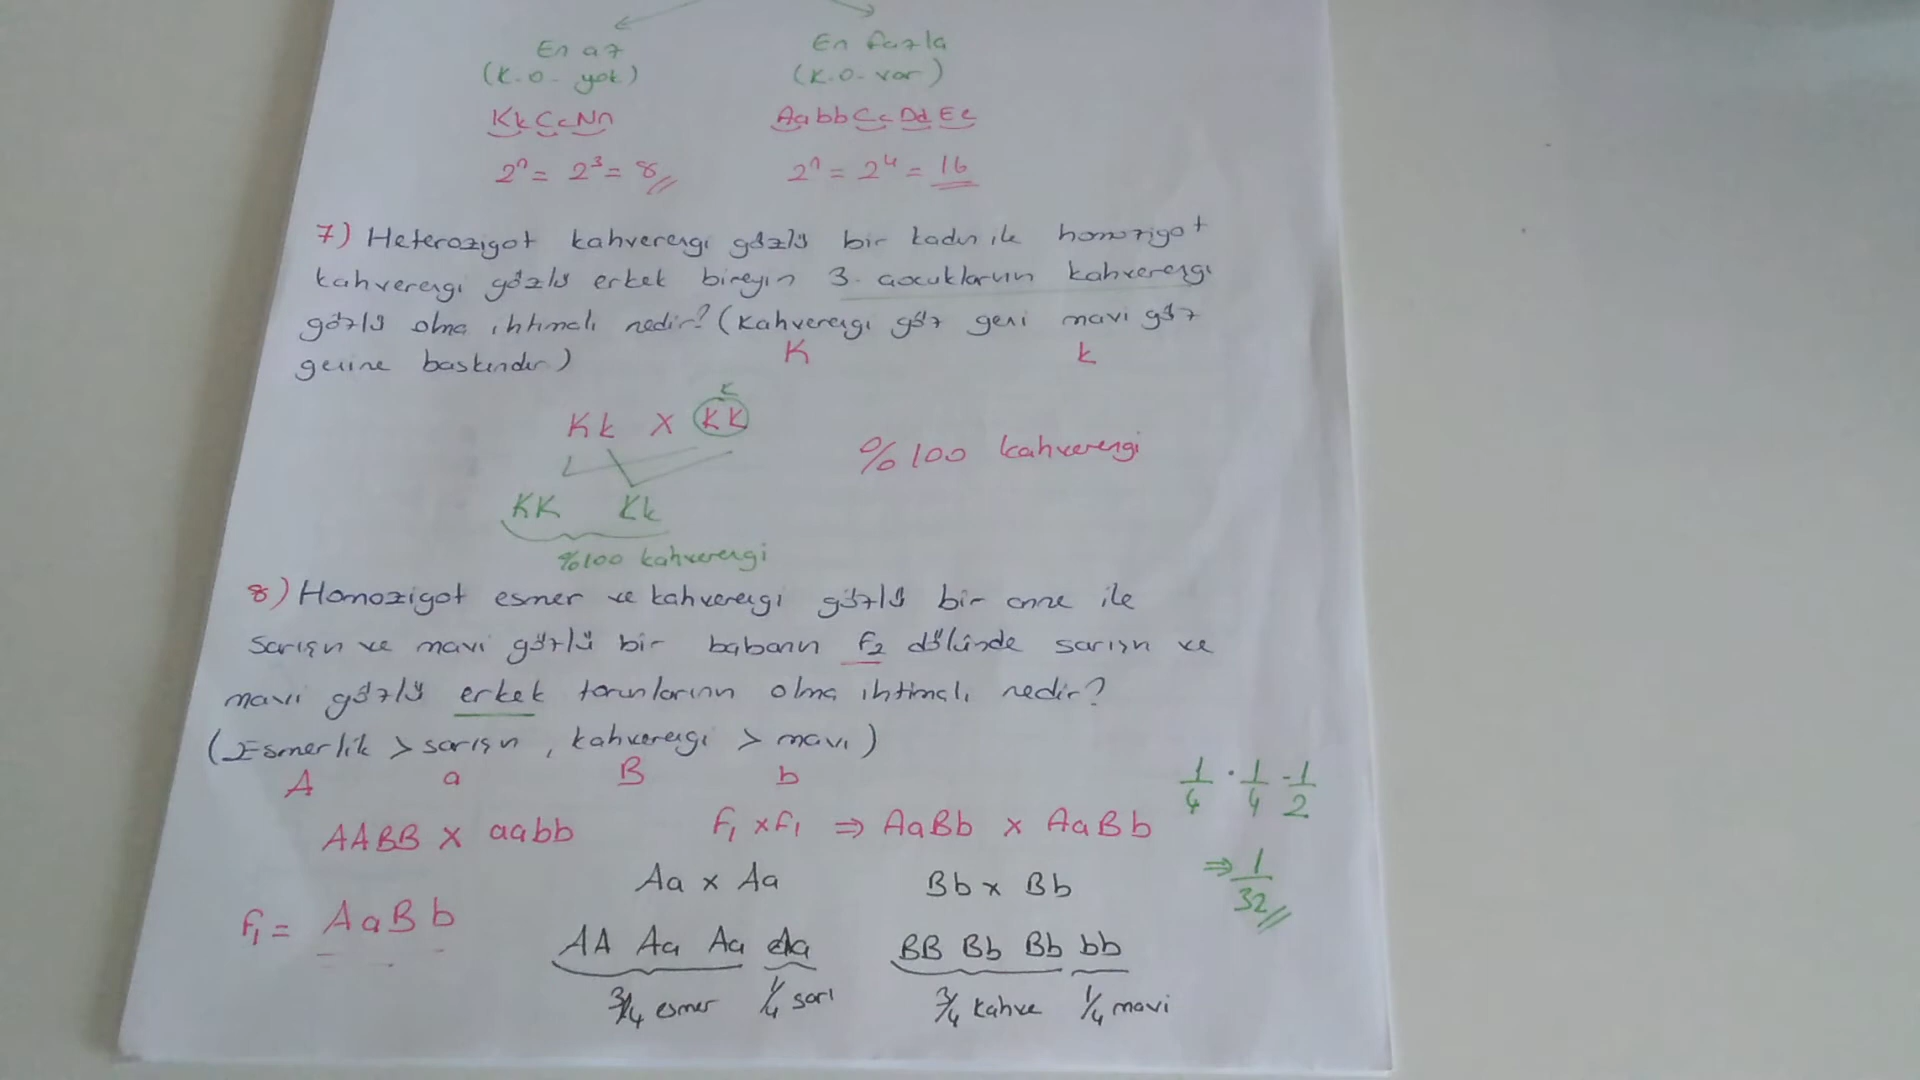 En az
En fazla
(K.O. yok)
(K.O. var)
KkCcNn
AabbCcDdEe
2ⁿ = 2³ = 8
2ⁿ = 2⁴ = 16
7) Heterozigot kahverengi gözlü bir kadın ile homozigot
kahverengi gözlü erkek bireyin 3. çocuklarının kahverengi
gözlü olma ihtimali nedir? (Kahverengi göz geni mavi göz
genine baskındır)
K
k
K
Kk X KK
%100 kahverengi
KK Kk
%100 kahverengi
8) Homozigot esmer ve kahverengi gözlü bir anne ile
sarışın ve mavi gözlü bir babanın F₂ dölünde sarışın ve
mavi gözlü erkek torunlarının olma ihtimali nedir?
(Esmerlik > sarışın, kahverengi > mavi)
A a B b
1/4 · 1/4 · 1/2
AABB X aabb
F₁ x F₁ ⇒ AaBb x AaBb
⇒ 1/32
Aa x Aa
Bb x Bb
F₁ = AaBb
AA Aa Aa aa
BB Bb Bb bb
3/4 esmer 1/4 sarı
3/4 kahve 1/4 mavi